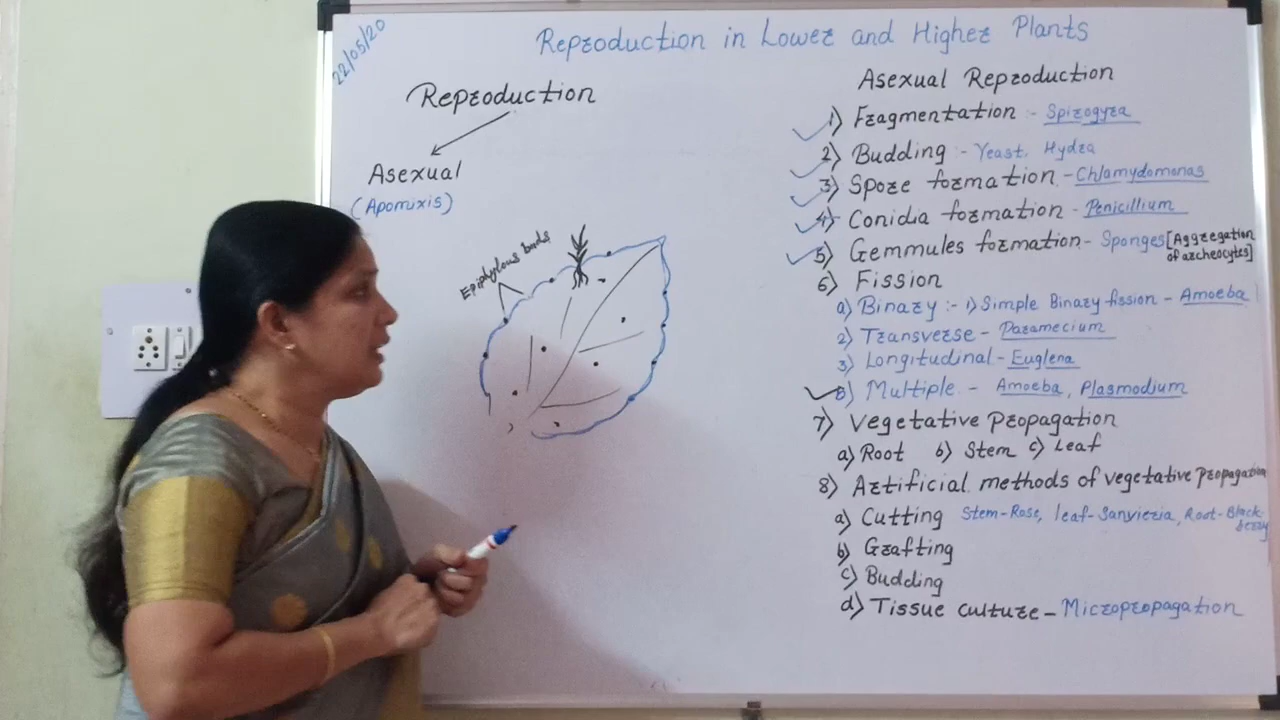 22/05/20
Reproduction in Lower and Higher Plants
Reproduction
Asexual
(Apomixis)
Epiphyllous buds
Asexual Reproduction
1) Fragmentation :- Spirogyra
2) Budding :- Yeast, Hydra
3) Spore formation - Chlamydomonas
4) Conidia formation - Penicillium
5) Gemmules formation - Sponges [Aggregation of archeocytes]
6) Fission
a) Binary :- 1) Simple Binary fission - Amoeba
2) Transverse - Paramecium
3) Longitudinal - Euglena
b) Multiple - Amoeba, Plasmodium
7) Vegetative propagation
a) Root b) Stem c) Leaf
8) Artificial methods of vegetative propagation
a) Cutting Stem-Rose, leaf-Sanvieria, Root-Blackberry
b) Grafting
c) Budding
d) Tissue culture - Micropropagation